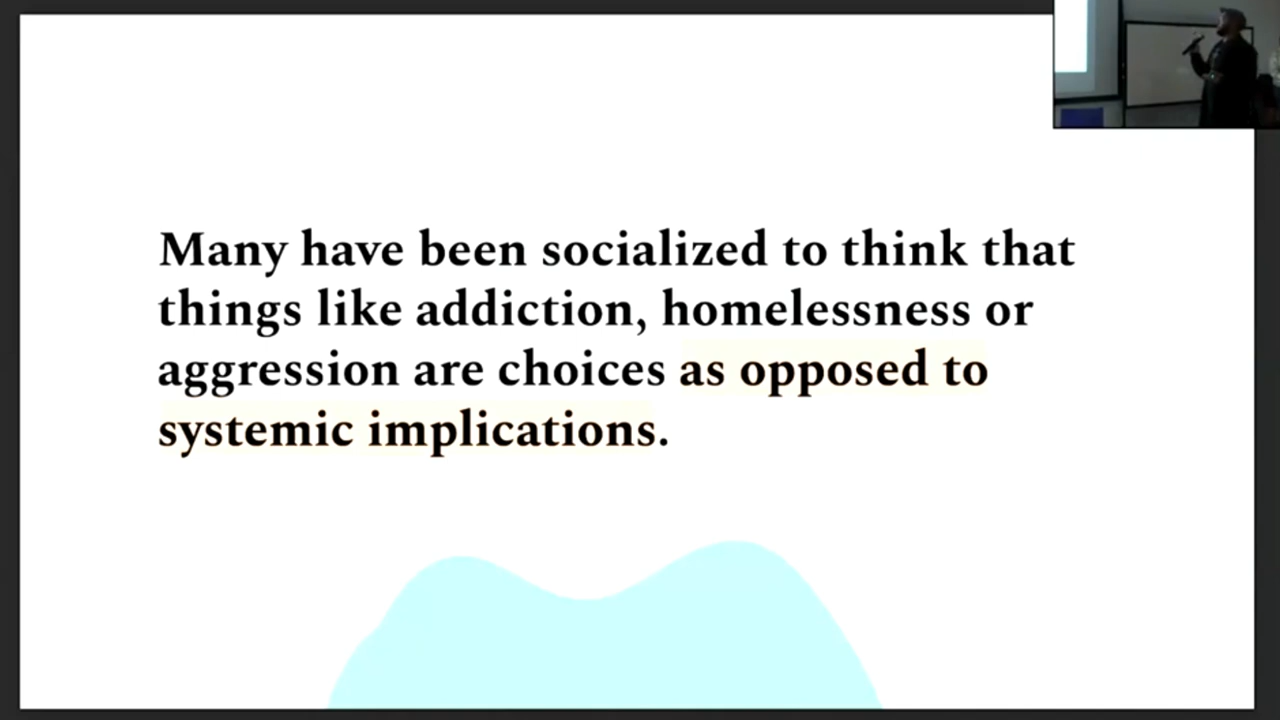 Many have been socialized to think that
things like addiction, homelessness or
aggression are choices as opposed to
systemic implications.